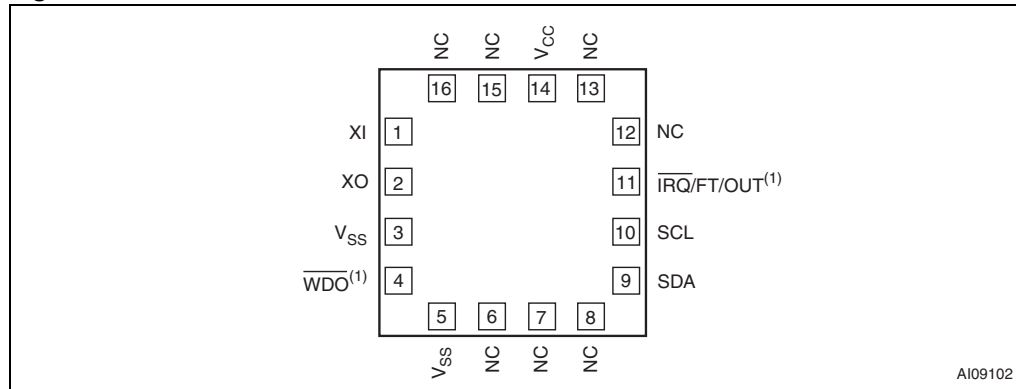 NC NC VCC NC
16 15 14 13
XI 1 12 NC
XO 2 11 IRQ/FT/OUT(1)
VSS 3 10 SCL
WDO(1) 4 9 SDA
5 6 7 8
VSS NC NC NC
AI09102